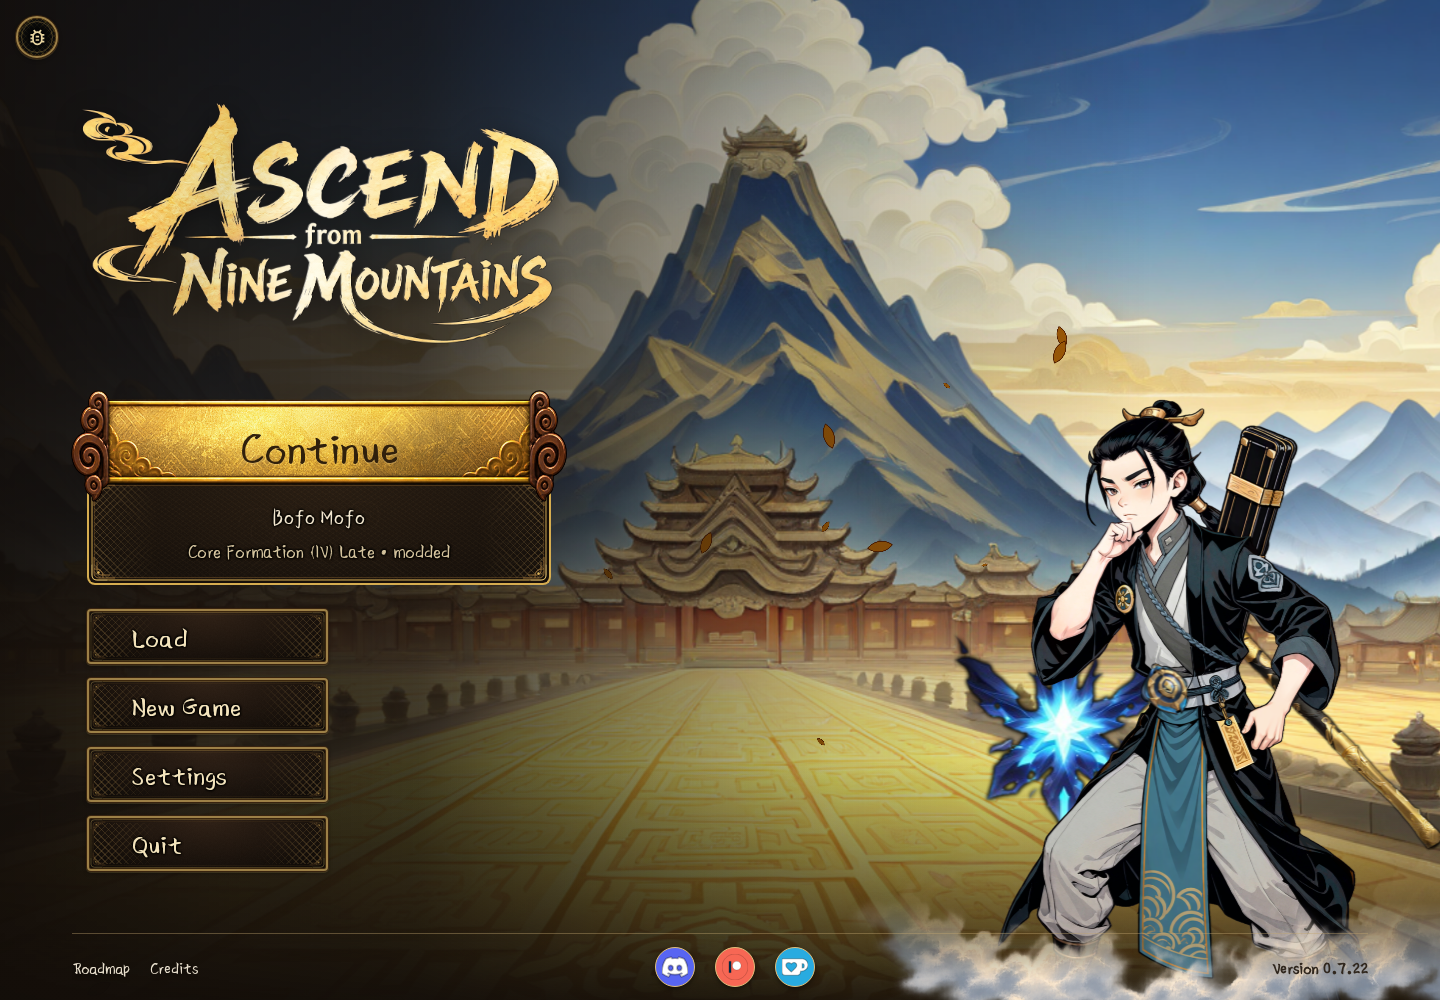 ASCEND
from
NINE MOUNTAINS
Continue
Bofo Mofo
Core Formation (IV) Late • modded
Load
New Game
Settings
Quit
Roadmap Credits
Version 0.7.22